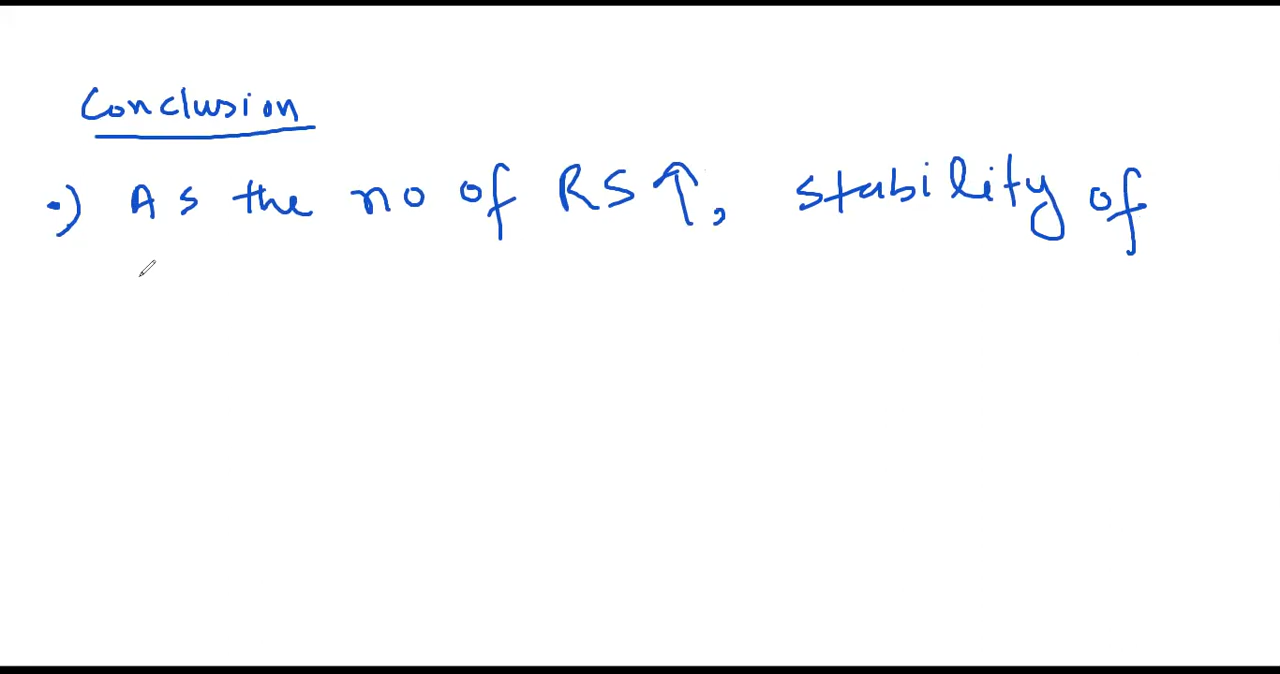 Conclusion
•) As the no of RS ↑, stability of